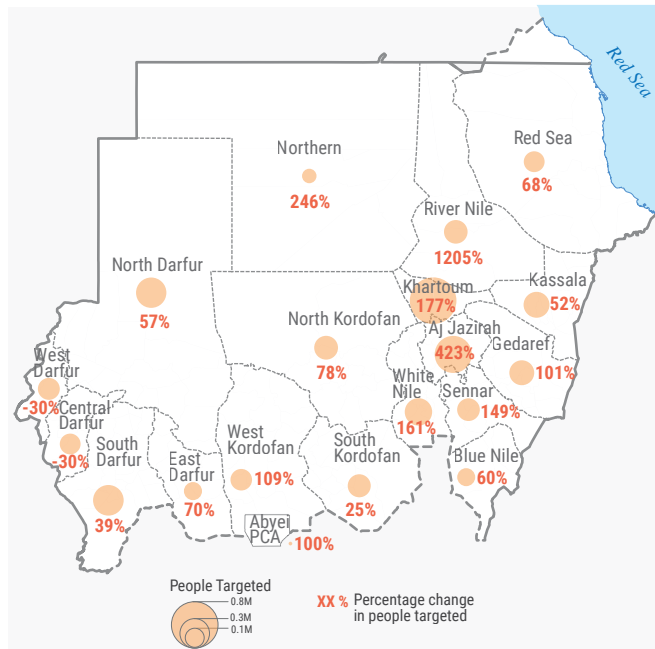 Red Sea
Northern
246%
Red Sea
68%
River Nile
1205%
North Darfur
57%
Khartoum
177%
Kassala
52%
North Kordofan
78%
Aj Jazirah
423%
Gedaref
101%
West
Darfur
-30%
White
Nile
161%
Sennar
149%
Central
Darfur
-30%
South
Darfur
39%
East
Darfur
70%
West
Kordofan
109%
South
Kordofan
25%
Blue Nile
60%
Abyei
PCA
100%
People Targeted
0.8M
0.3M
0.1M
XX % Percentage change
in people targeted